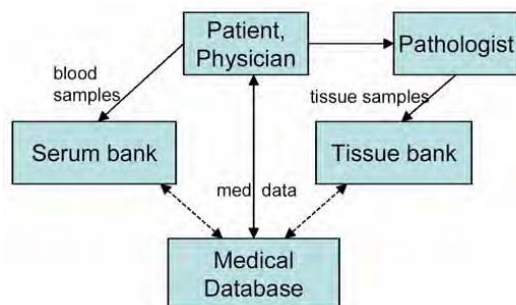 Patient,
Physician
Pathologist
blood
samples
tissue samples
Serum bank
Tissue bank
med data
Medical
Database